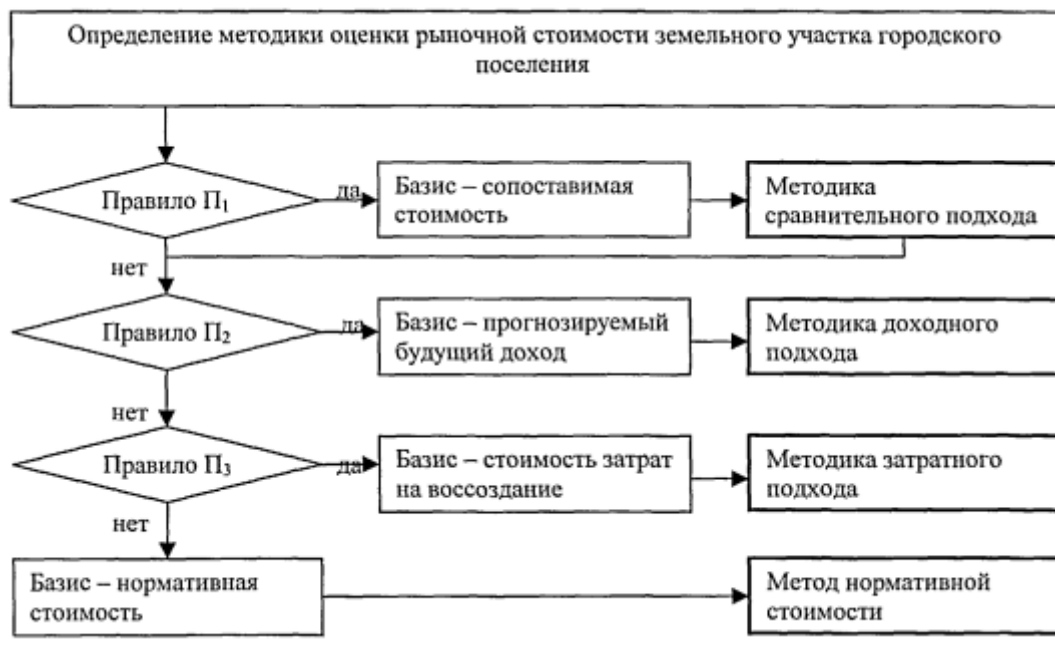 Определение методики оценки рыночной стоимости земельного участка городского
поселения
Правило П₁
да
Базис – сопоставимая
стоимость
Методика
сравнительного подхода
нет
Правило П₂
да
Базис – прогнозируемый
будущий доход
Методика доходного
подхода
нет
Правило П₃
да
Базис – стоимость затрат
на воссоздание
Методика затратного
подхода
нет
Базис – нормативная
стоимость
Метод нормативной
стоимости